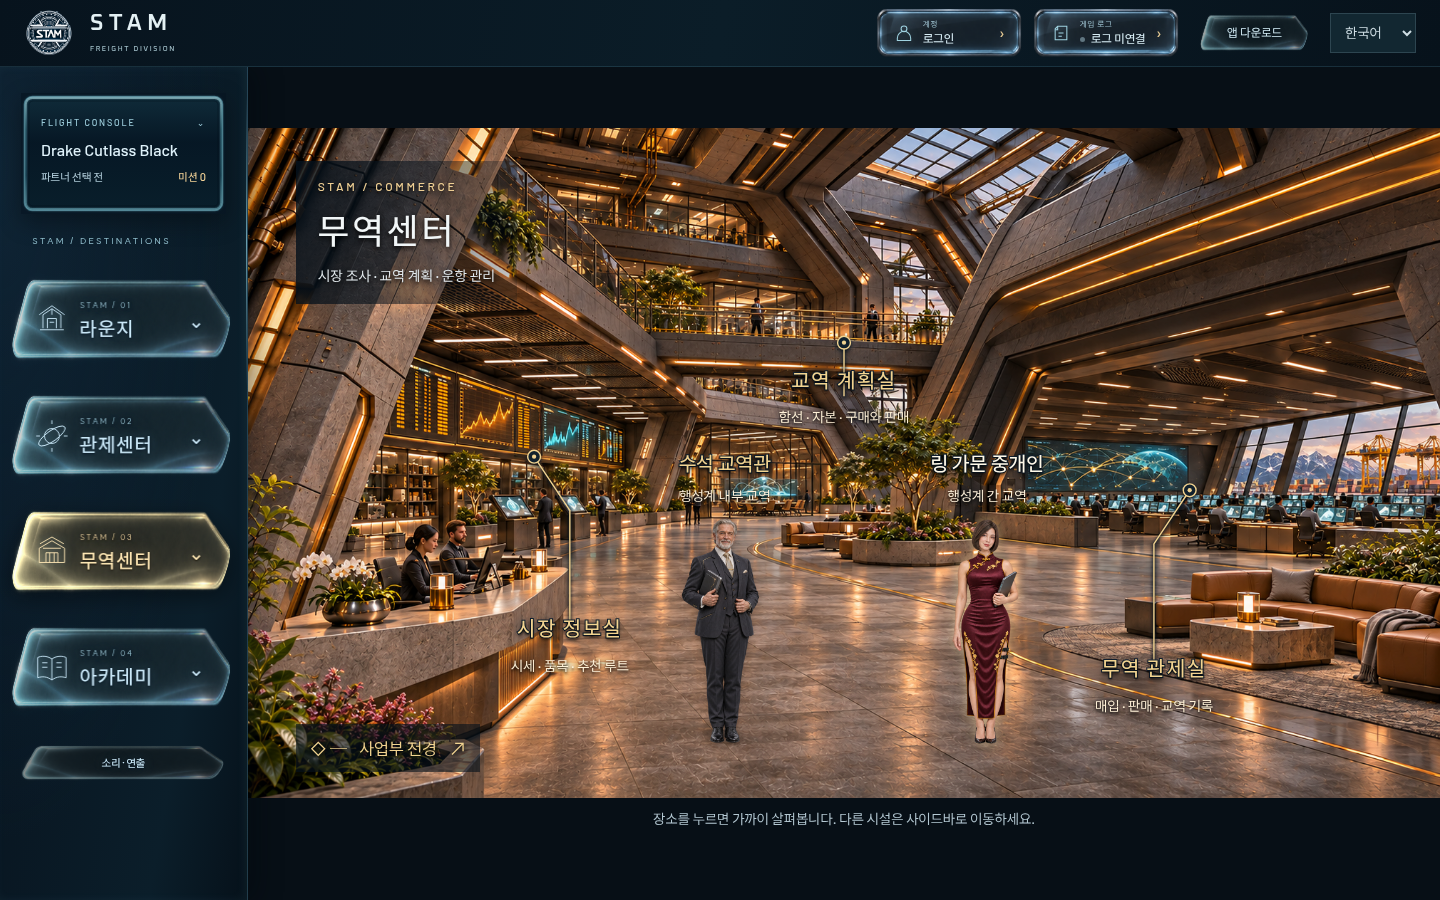 STAM
STAM
FREIGHT DIVISION
계정
로그인
게임 로그
로그 미연결
앱 다운로드
한국어
FLIGHT CONSOLE
Drake Cutlass Black
파트너 선택 전
미션 0
STAM / DESTINATIONS
STAM / 01
라운지
STAM / 02
관제센터
STAM / 03
무역센터
STAM / 04
아카데미
소리·연출
STAM / COMMERCE
무역센터
시장 조사·교역 계획·운항 관리
교역 계획실
함선·자본·구매와 판매
수석 교역관
행성계 내부 교역
링 가문 중개인
행성계 간 교역
시장 정보실
시세·품목·추천 루트
무역 관제실
매입·판매·교역 기록
사업부 전경
장소를 누르면 가까이 살펴봅니다. 다른 시설은 사이드바로 이동하세요.